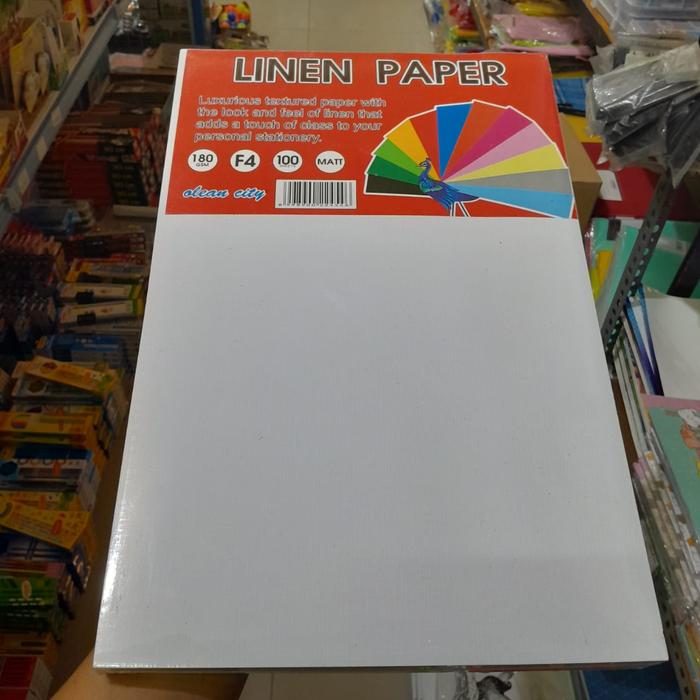 LINEN PAPER
Luxurious textured paper with
the look and feel of linen that
adds a touch of class to your
personal stationery.
180 GSM F4 100 MATT
olean city